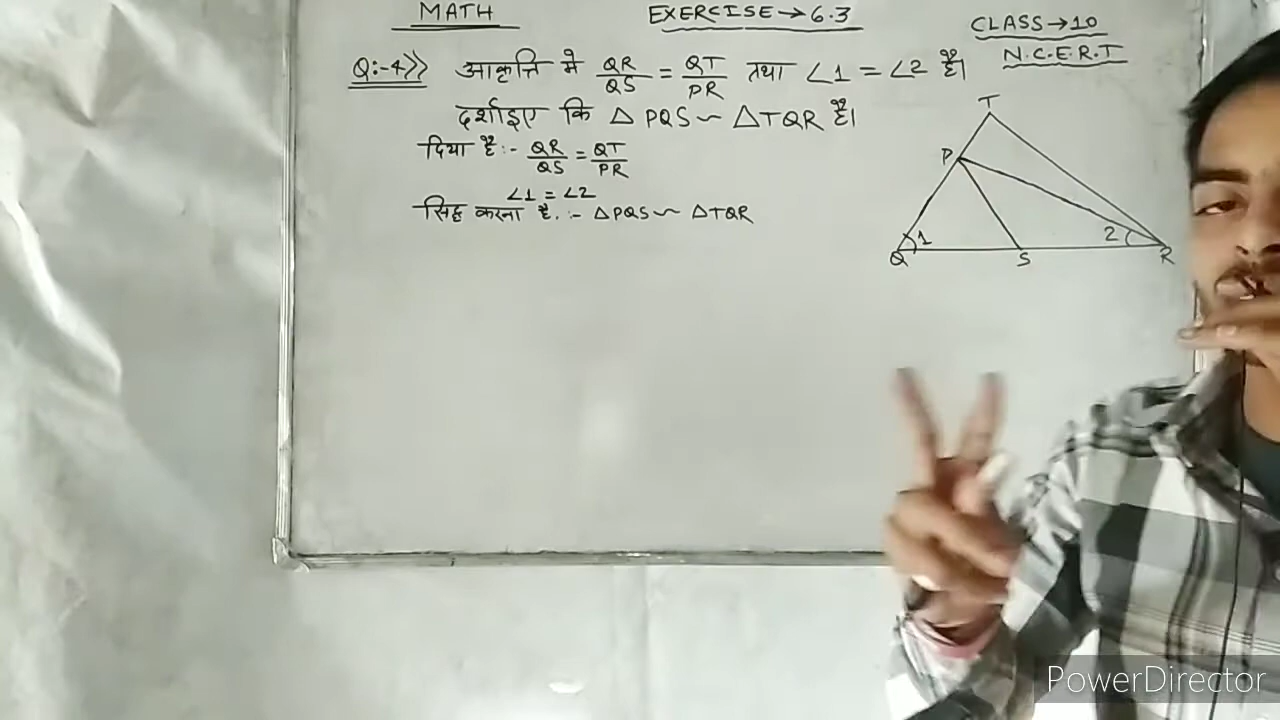 MATH
EXERCISE→6.3
CLASS→10
N.C.E.R.T
Q:-4>> आकृत्ति में QR/QS = QT/PR तथा ∠1 = ∠2 है।
दर्शाइए कि △ PQS ~ △TQR है।
दिया है:- QR/QS = QT/PR
∠1 = ∠2
सिद्ध करना है.:- △PQS ~ △TQR
T
P
1
2
Q
S
R
PowerDirector